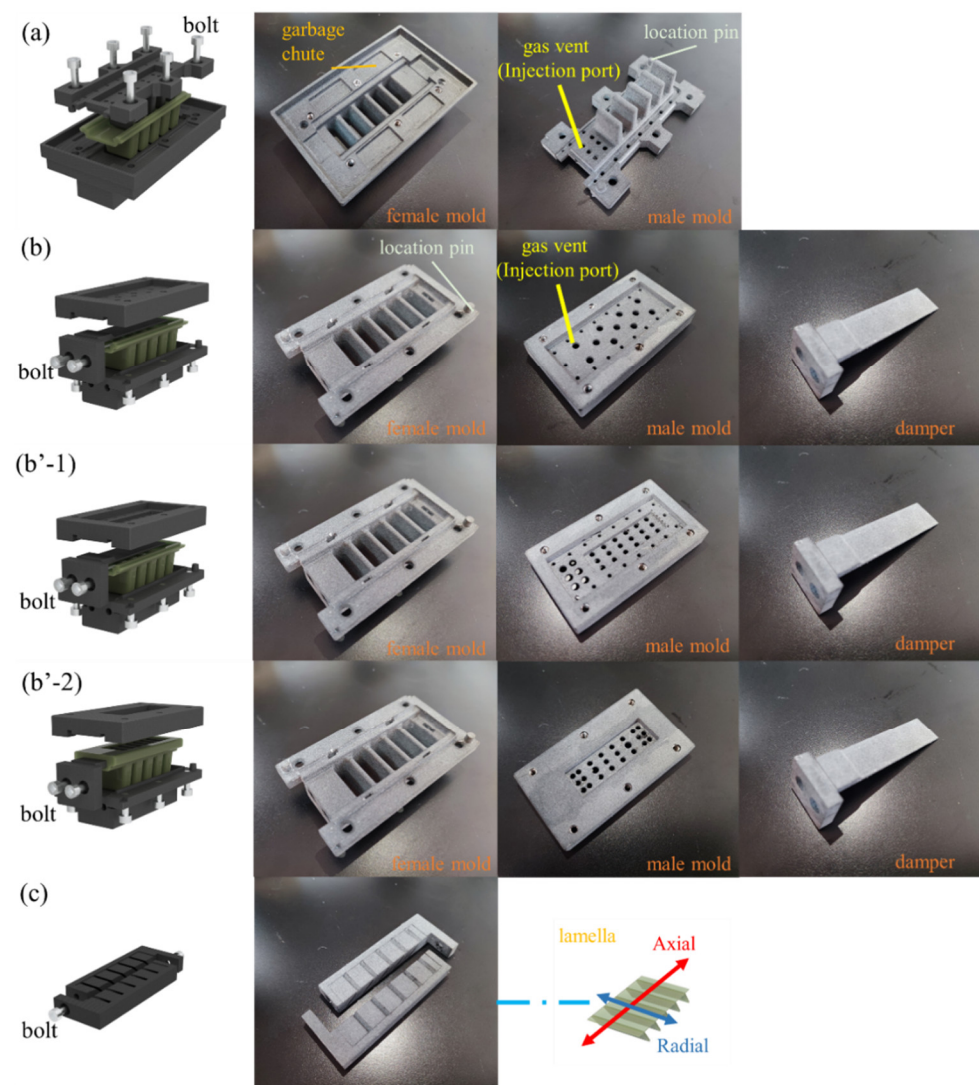 (a)
bolt
garbage
chute
female mold
gas vent
(Injection port)
location pin
male mold
(b)
bolt
location pin
female mold
gas vent
(Injection port)
male mold
damper
(b’-1)
bolt
female mold
male mold
damper
(b’-2)
bolt
female mold
male mold
damper
(c)
bolt
lamella
Axial
Radial